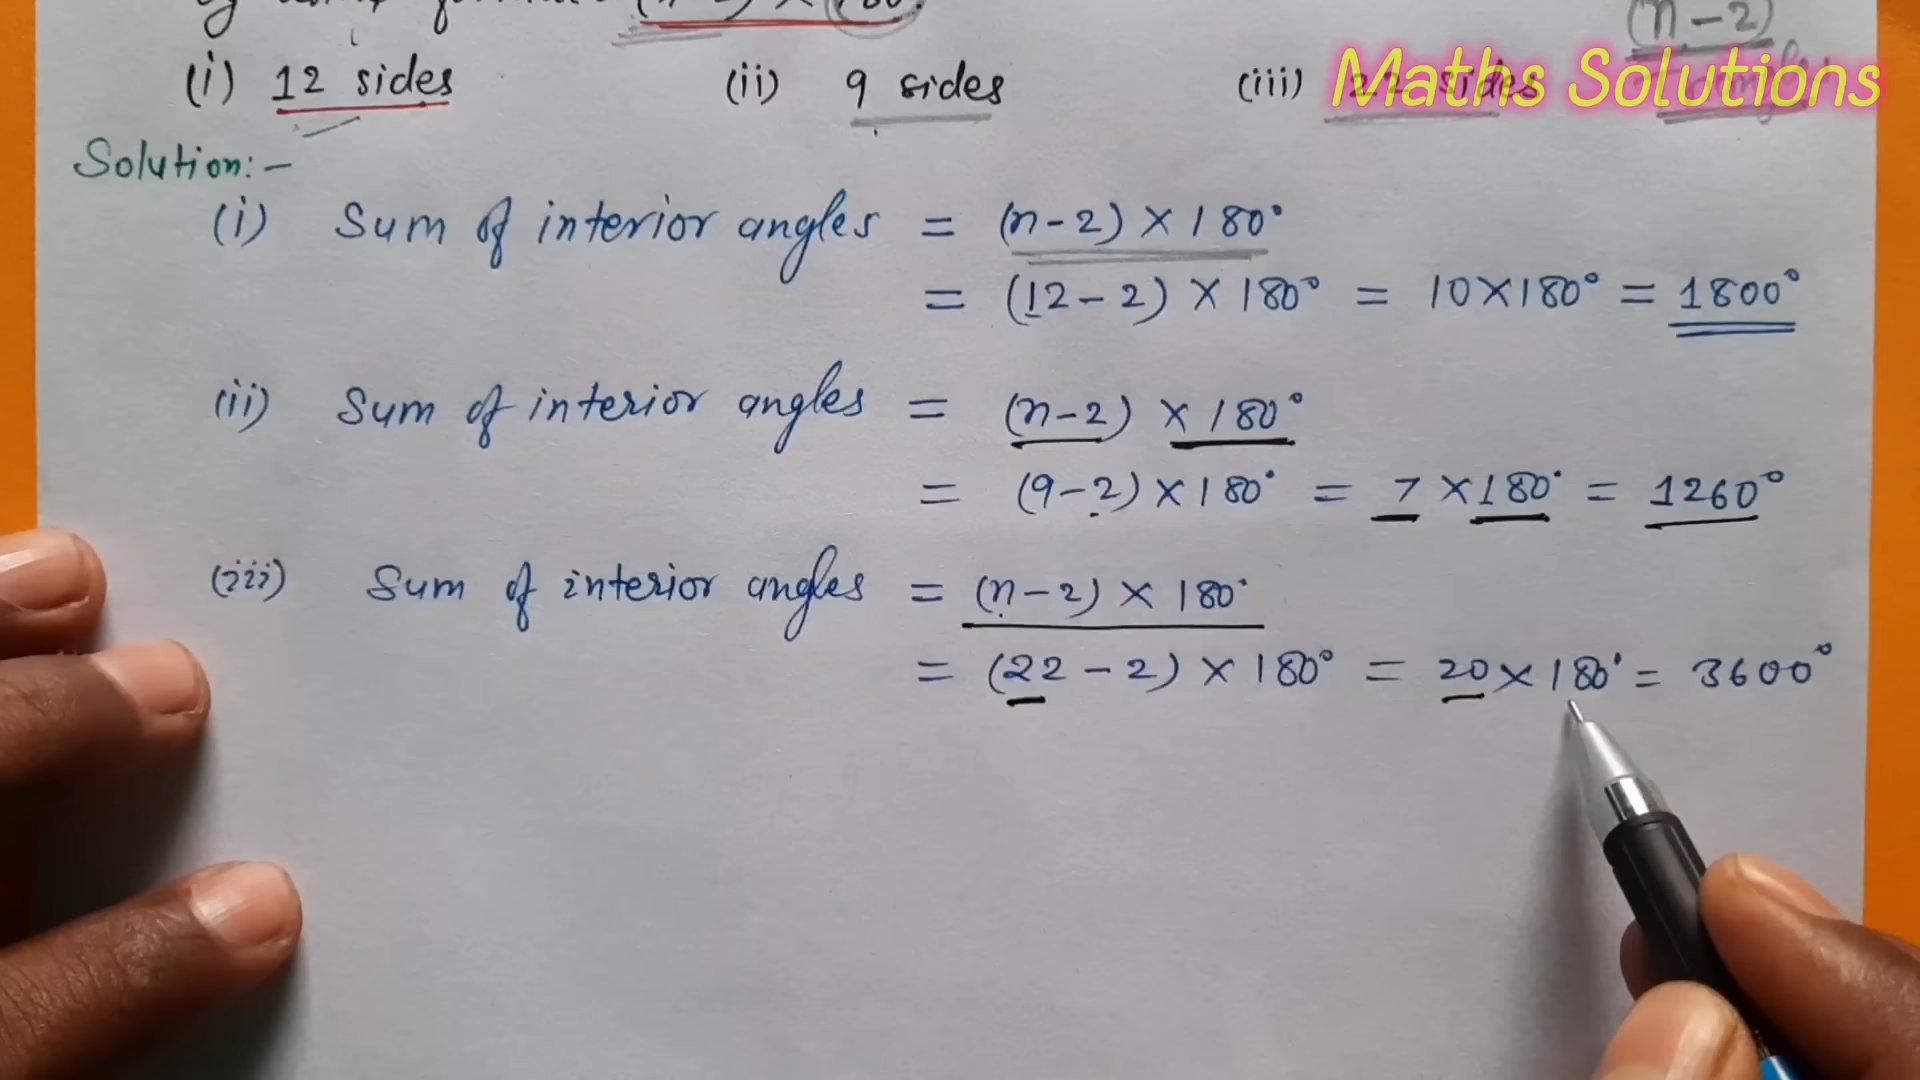 (n-2)
(i) 12 sides (ii) 9 sides (iii) 22 sides
Maths Solutions
Solution:-
(i) Sum of interior angles = (n-2) × 180°
= (12-2) × 180° = 10×180° = 1800°
(ii) Sum of interior angles = (n-2) × 180°
= (9-2) × 180° = 7 × 180° = 1260°
(iii) Sum of interior angles = (n-2) × 180°
= (22-2) × 180° = 20 × 180° = 3600°